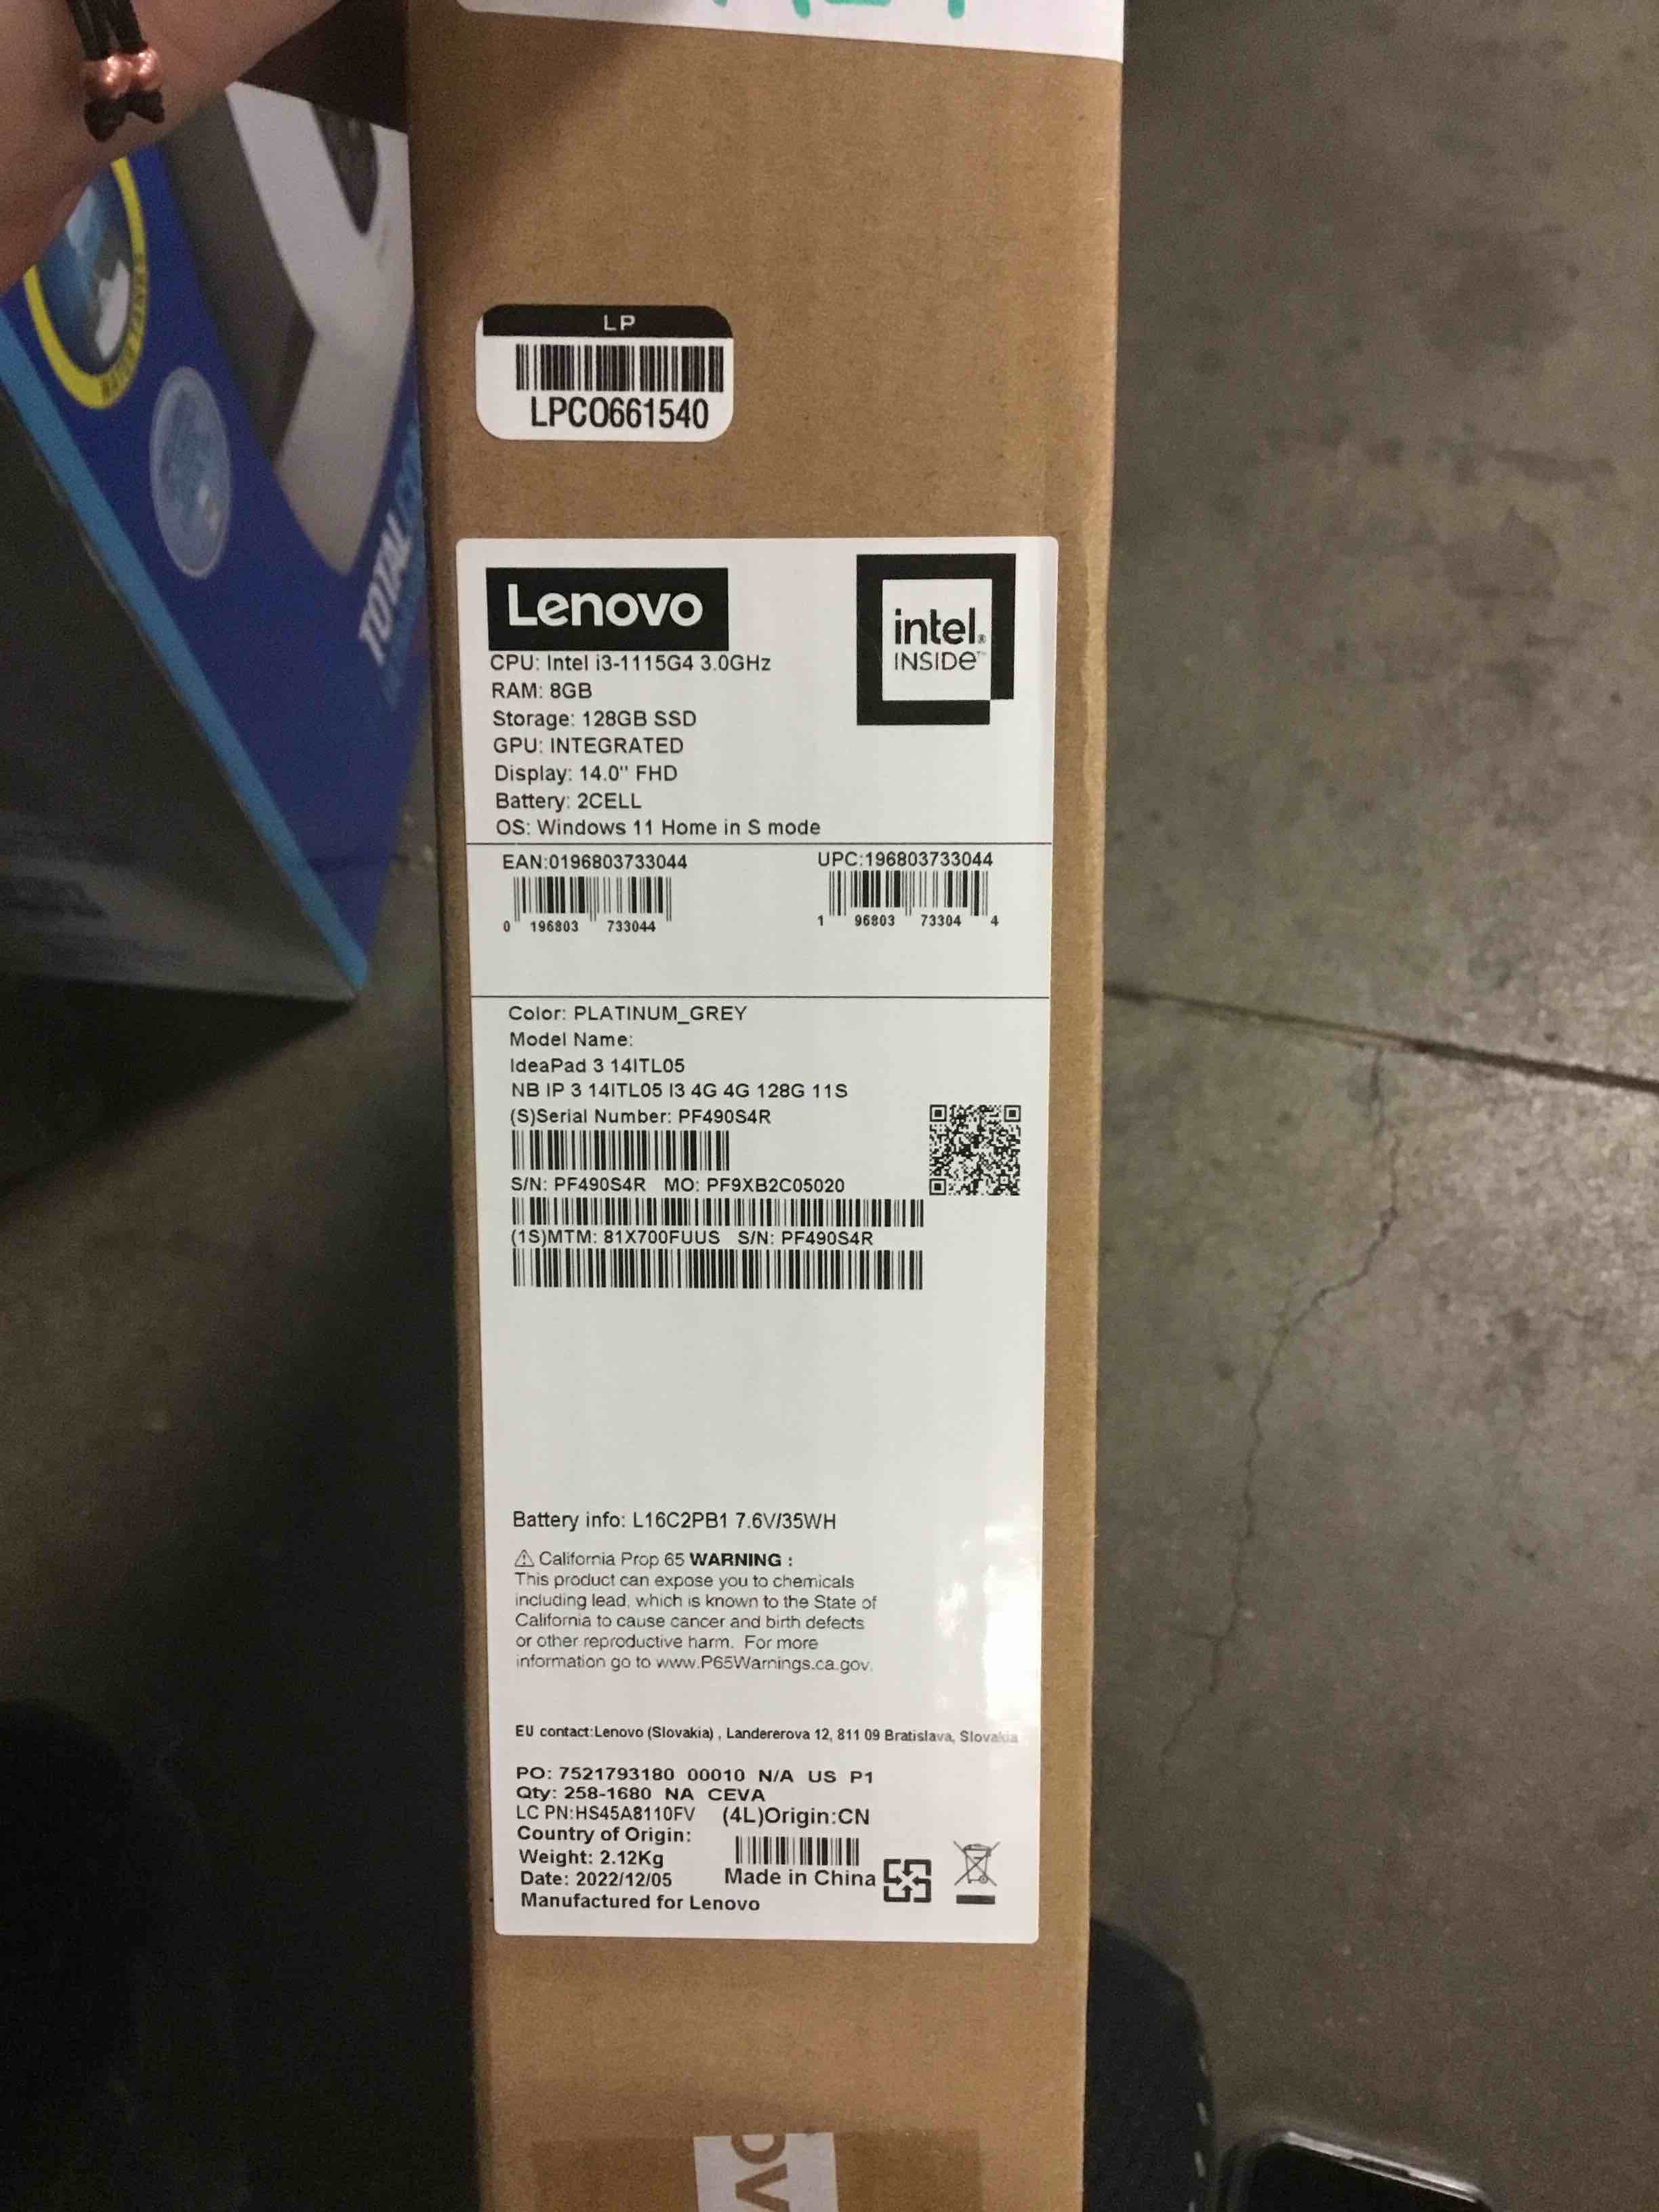 LP
LPC0661540
Lenovo
intel.
INSIDE™
CPU: Intel i3-1115G4 3.0GHz
RAM: 8GB
Storage: 128GB SSD
GPU: INTEGRATED
Display: 14.0" FHD
Battery: 2CELL
OS: Windows 11 Home in S mode
EAN:0196803733044 UPC:196803733044
0 196803 733044 1 96803 73304 4
Color: PLATINUM_GREY
Model Name:
IdeaPad 3 14ITL05
NB IP 3 14ITL05 I3 4G 4G 128G 11S
(S)Serial Number: PF490S4R
S/N: PF490S4R MO: PF9XB2C05020
(1S)MTM: 81X700FUUS S/N: PF490S4R
Battery info: L16C2PB1 7.6V/35WH
⚠ California Prop 65 WARNING :
This product can expose you to chemicals
including lead, which is known to the State of
California to cause cancer and birth defects
or other reproductive harm. For more
information go to www.P65Warnings.ca.gov.
EU contact:Lenovo (Slovakia) , Landererova 12, 811 09 Bratislava, Slovakia
PO: 7521793180 00010 N/A US P1
Qty: 258-1680 NA CEVA
LC PN:HS45A8110FV (4L)Origin:CN
Country of Origin:
Weight: 2.12Kg
Date: 2022/12/05 Made in China
Manufactured for Lenovo
TOTAL